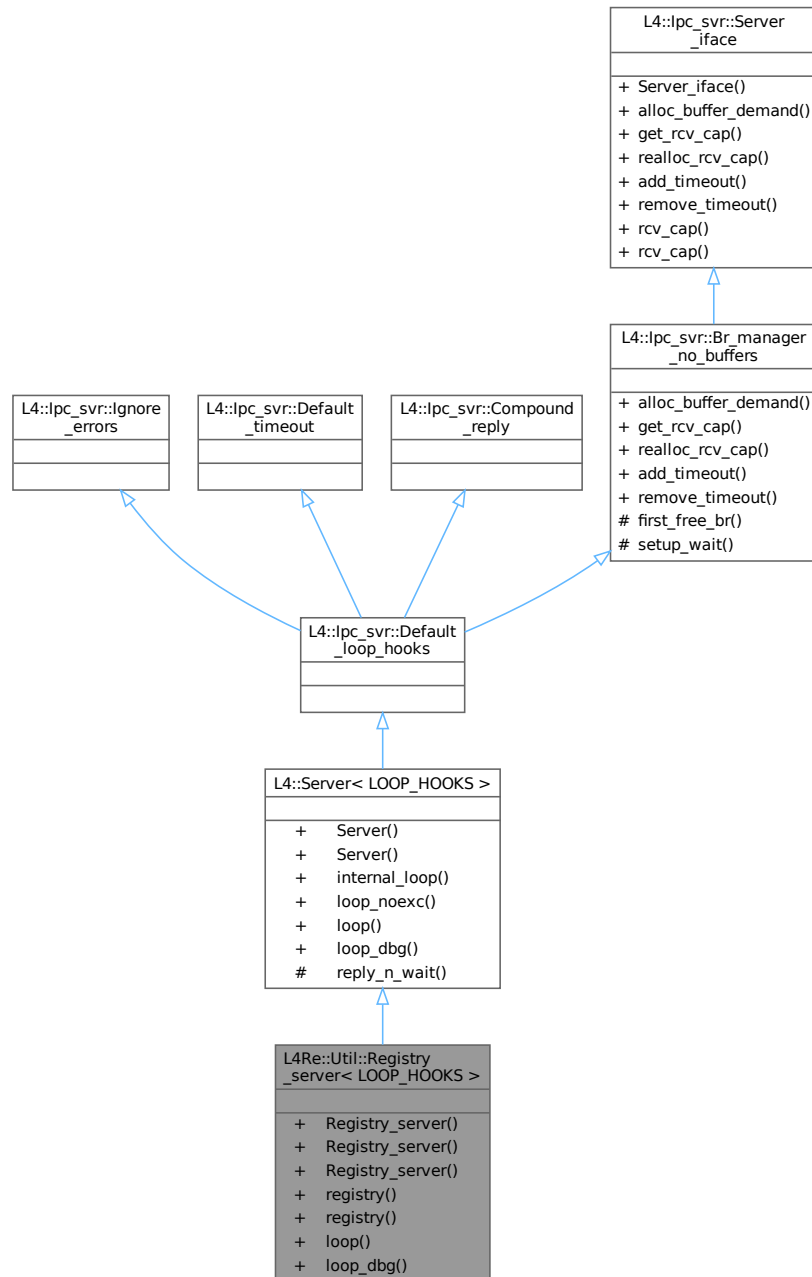 L4::Ipc_svr::Server
_iface
+ Server_iface()
+ alloc_buffer_demand()
+ get_rcv_cap()
+ realloc_rcv_cap()
+ add_timeout()
+ remove_timeout()
+ rcv_cap()
+ rcv_cap()
L4::Ipc_svr::Br_manager
_no_buffers
+ alloc_buffer_demand()
+ get_rcv_cap()
+ realloc_rcv_cap()
+ add_timeout()
+ remove_timeout()
# first_free_br()
# setup_wait()
L4::Ipc_svr::Ignore
_errors
L4::Ipc_svr::Default
_timeout
L4::Ipc_svr::Compound
_reply
L4::Ipc_svr::Default
_loop_hooks
L4::Server< LOOP_HOOKS >
+ Server()
+ Server()
+ internal_loop()
+ loop_noexc()
+ loop()
+ loop_dbg()
# reply_n_wait()
L4Re::Util::Registry
_server< LOOP_HOOKS >
+ Registry_server()
+ Registry_server()
+ Registry_server()
+ registry()
+ registry()
+ loop()
+ loop_dbg()